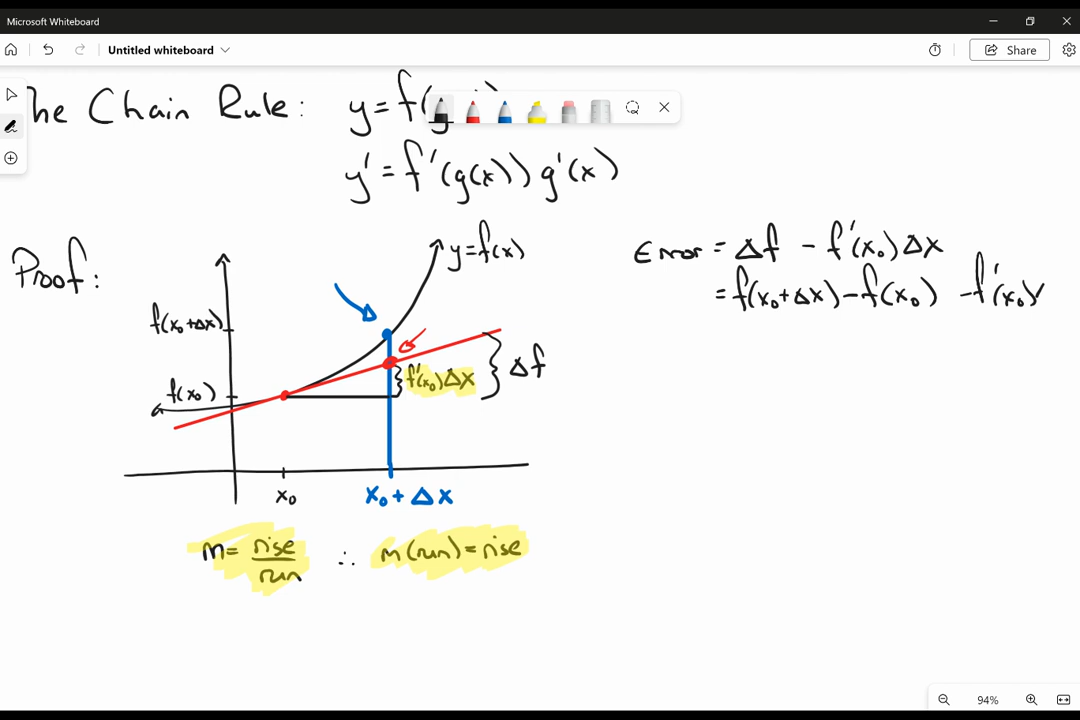 Microsoft Whiteboard
Untitled whiteboard
Share
The Chain Rule: y = f(g
y' = f'(g(x)) g'(x)
Proof:
y = f(x)
Error = Δf - f'(x₀)Δx
= f(x₀+Δx) - f(x₀) - f'(x₀)
f(x₀+Δx)
f(x₀)
f'(x₀)Δx
Δf
x₀
x₀ + Δx
m = rise/run ∴ m(run) = rise
94%